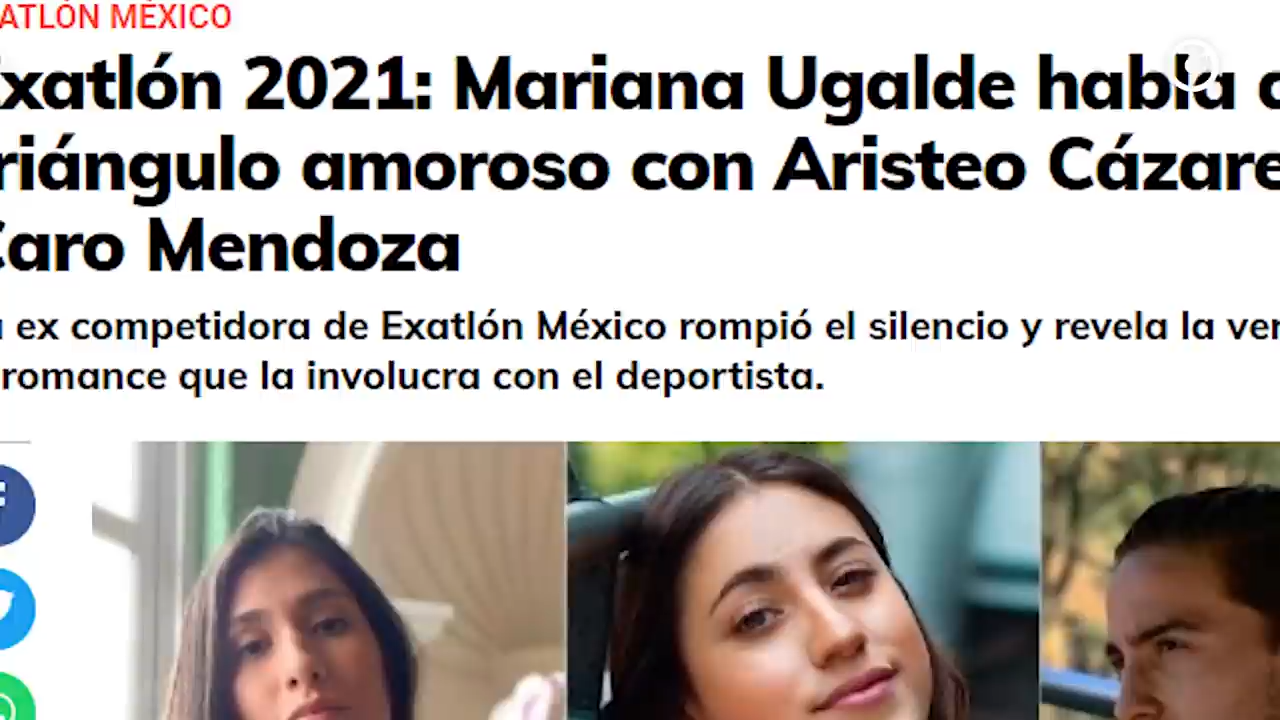 ATLÓN MÉXICO
xatlón 2021: Mariana Ugalde habla
riángulo amoroso con Aristeo Cázare
Caro Mendoza
ex competidora de Exatlón México rompió el silencio y revela la ver
romance que la involucra con el deportista.